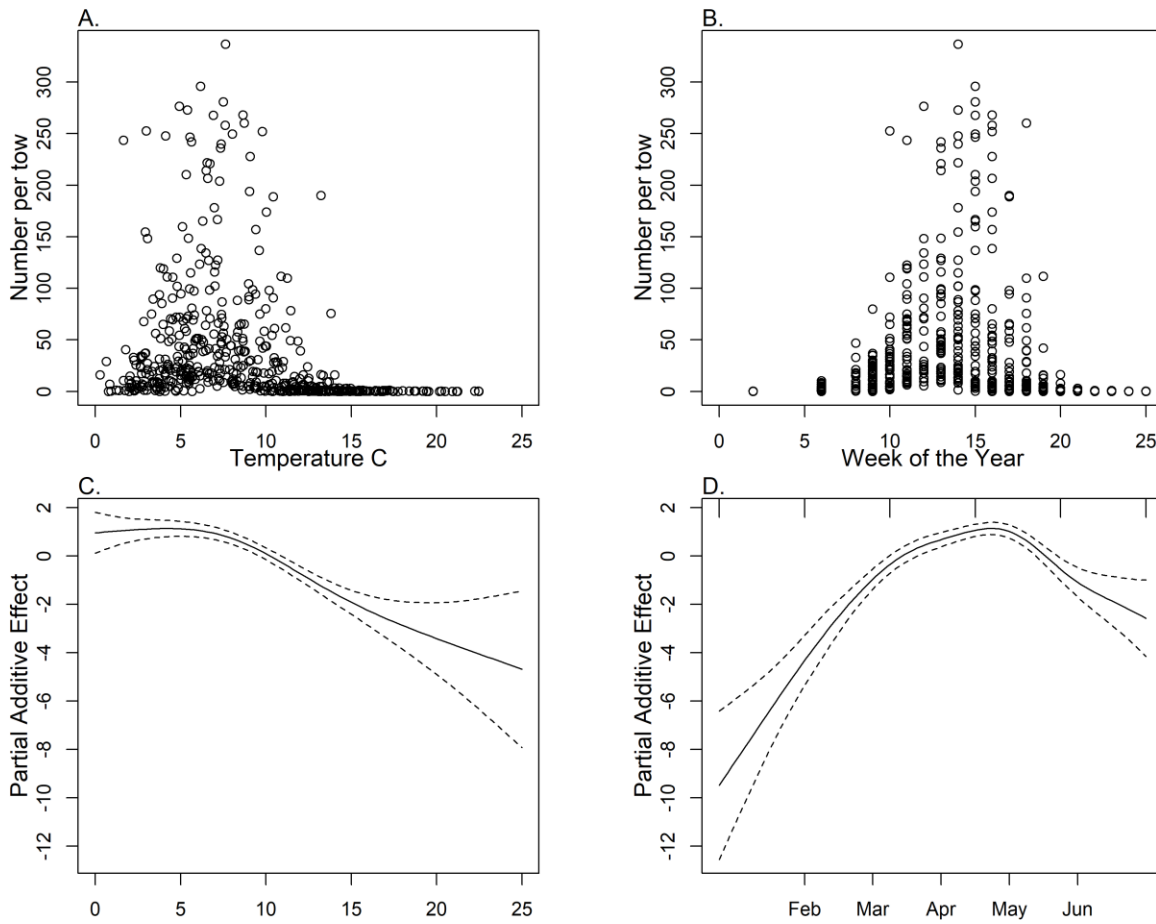 A.
Number per tow
300
250
200
150
100
50
0
0 5 10 15 20 25
Temperature C
B.
Number per tow
300
250
200
150
100
50
0
0 5 10 15 20 25
Week of the Year
C.
Partial Additive Effect
2
0
-2
-4
-6
-8
-10
-12
0 5 10 15 20 25
D.
Partial Additive Effect
2
0
-2
-4
-6
-8
-10
-12
Feb Mar Apr May Jun